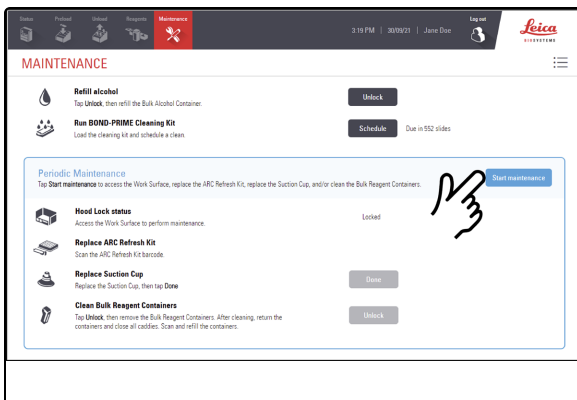 Status Preload Unload Reagents Maintenance
3:19 PM | 30/09/21 | Jane Doe
Log out
Leica
BIOSYSTEMS
MAINTENANCE
Refill alcohol
Tap Unlock, then refill the Bulk Alcohol Container.
Unlock
Run BOND-PRIME Cleaning Kit
Load the cleaning kit and schedule a clean.
Schedule
Due in 552 slides
Periodic Maintenance
Tap Start maintenance to access the Work Surface, replace the ARC Refresh Kit, replace the Suction Cup, and/or clean the Bulk Reagent Containers.
Start maintenance
Hood Lock status
Access the Work Surface to perform maintenance.
Locked
Replace ARC Refresh Kit
Scan the ARC Refresh Kit barcode.
Replace Suction Cup
Replace the Suction Cup, then tap Done
Done
Clean Bulk Reagent Containers
Tap Unlock, then remove the Bulk Reagent Containers. After cleaning, return the
containers and close all caddies. Scan and refill the containers.
Unlock